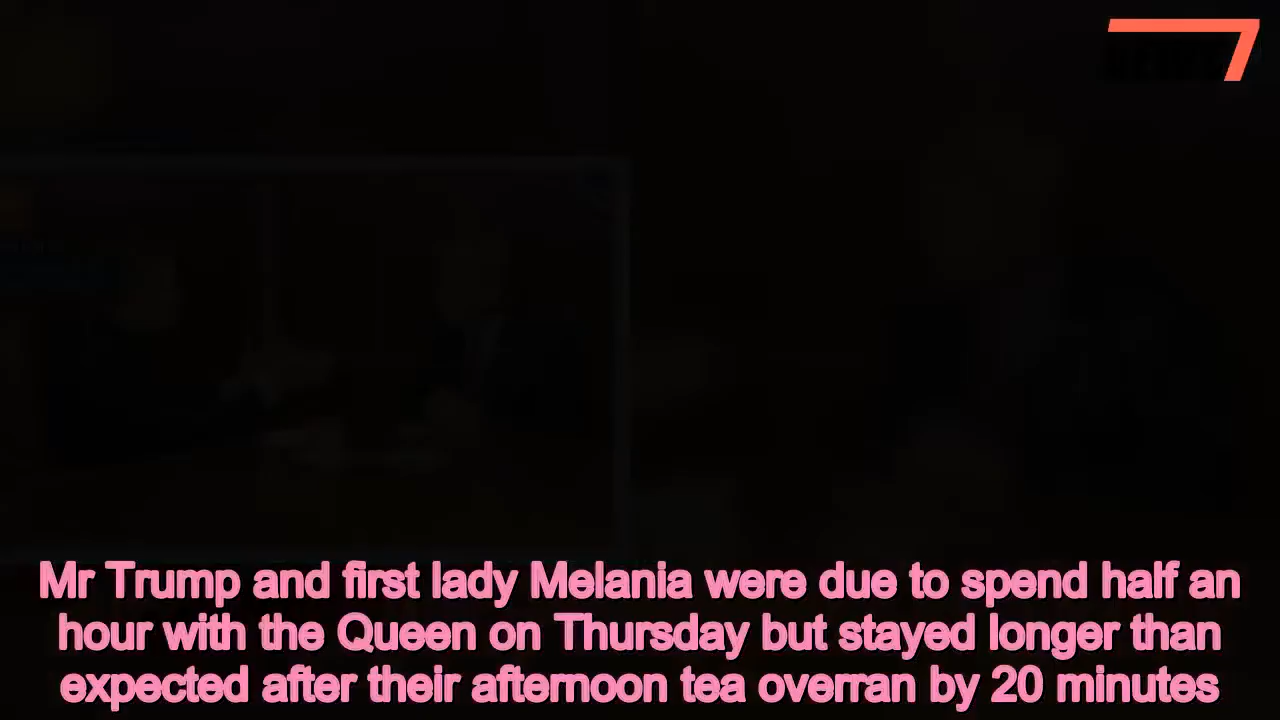 7
Mr Trump and first lady Melania were due to spend half an
hour with the Queen on Thursday but stayed longer than
expected after their afternoon tea overran by 20 minutes